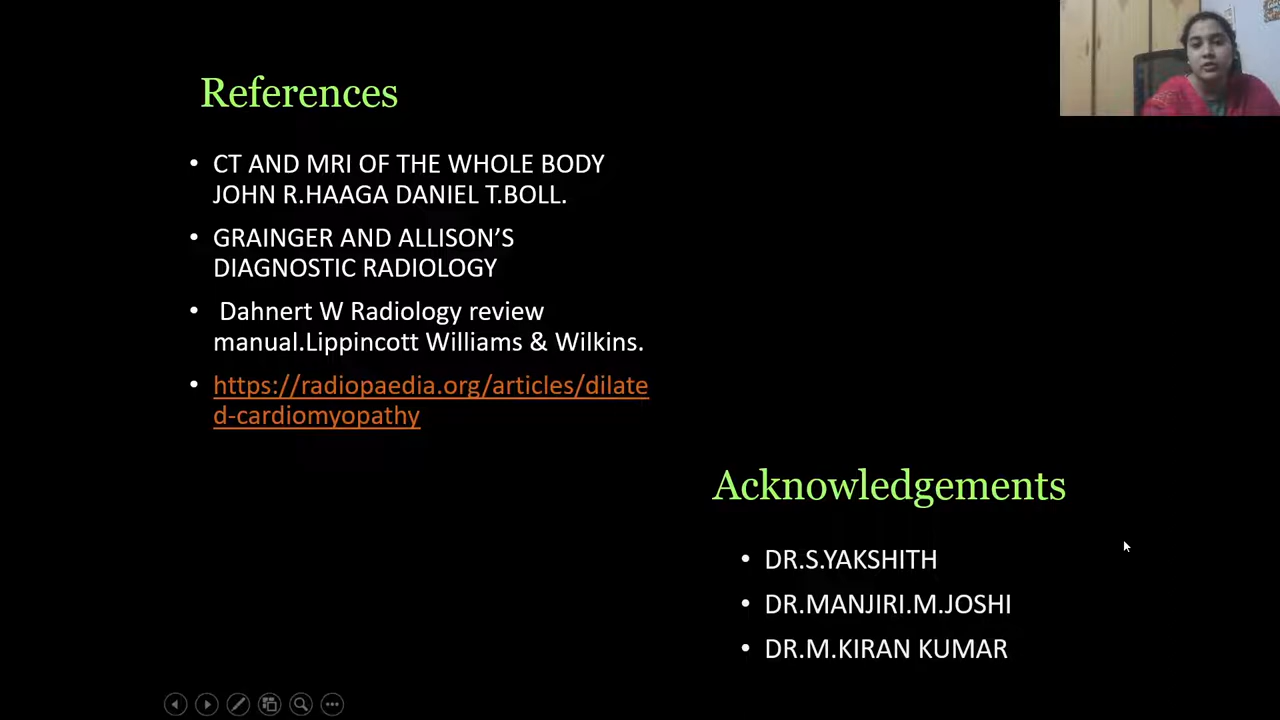 References
• CT AND MRI OF THE WHOLE BODY
JOHN R.HAAGA DANIEL T.BOLL.
• GRAINGER AND ALLISON’S
DIAGNOSTIC RADIOLOGY
• Dahnert W Radiology review
manual.Lippincott Williams & Wilkins.
• https://radiopaedia.org/articles/dilate
d-cardiomyopathy
Acknowledgements
• DR.S.YAKSHITH
• DR.MANJIRI.M.JOSHI
• DR.M.KIRAN KUMAR